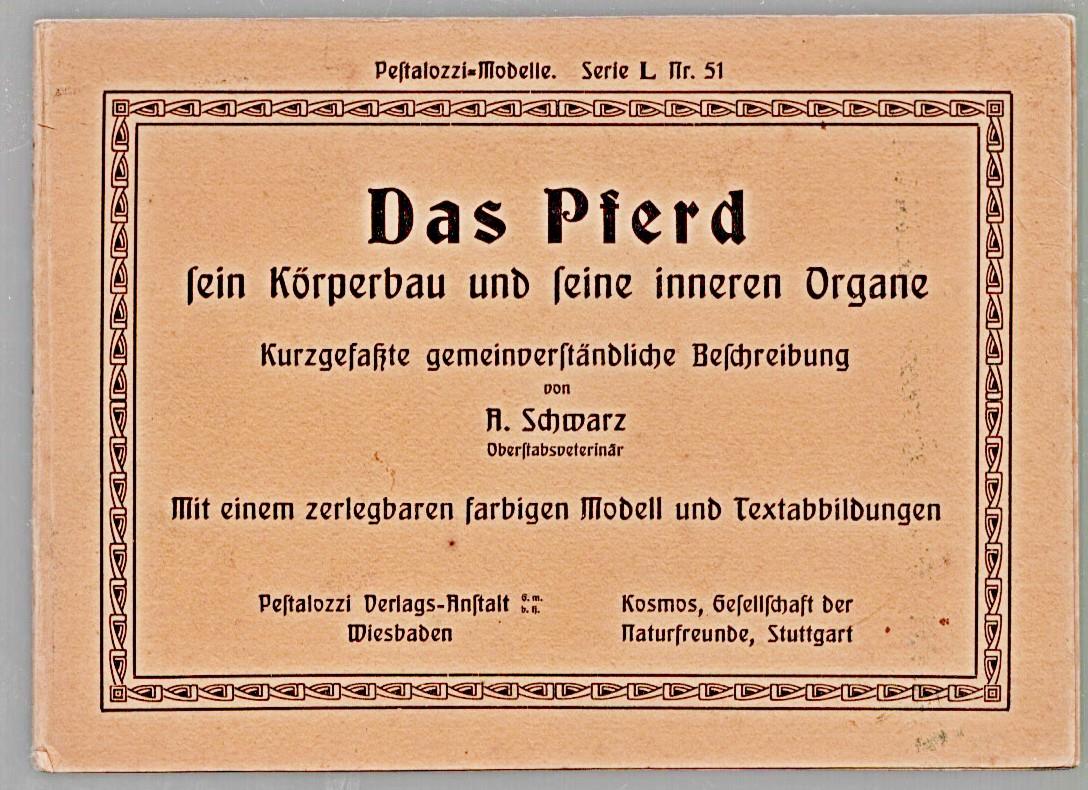 Peſtalozzi=Modelle. Serie L Nr. 51
Das Pferd
ſein Körperbau und ſeine inneren Organe
Kurzgefaßte gemeinverſtändliche Beſchreibung
von
A. Schwarz
Oberſtabsveterinär
Mit einem zerlegbaren farbigen Modell und Textabbildungen
Peſtalozzi Verlags-Anſtalt G. m. b. H.
Wiesbaden
Kosmos, Geſellſchaft der
Naturfreunde, Stuttgart